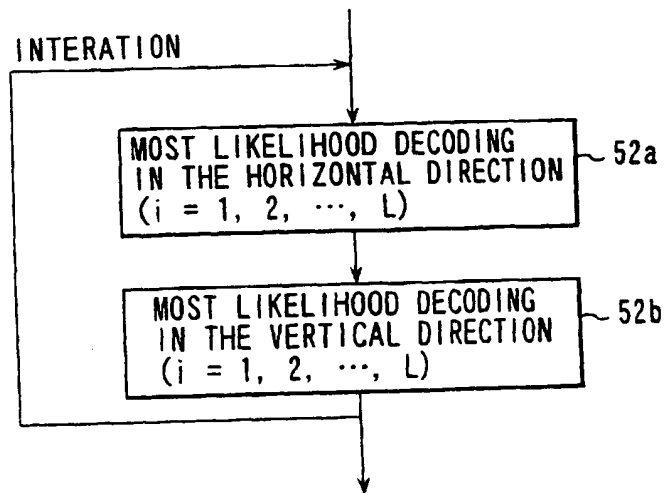 INTERATION
MOST LIKELIHOOD DECODING
IN THE HORIZONTAL DIRECTION
(i = 1, 2, ···, L)
52a
MOST LIKELIHOOD DECODING
IN THE VERTICAL DIRECTION
(i = 1, 2, ···, L)
52b